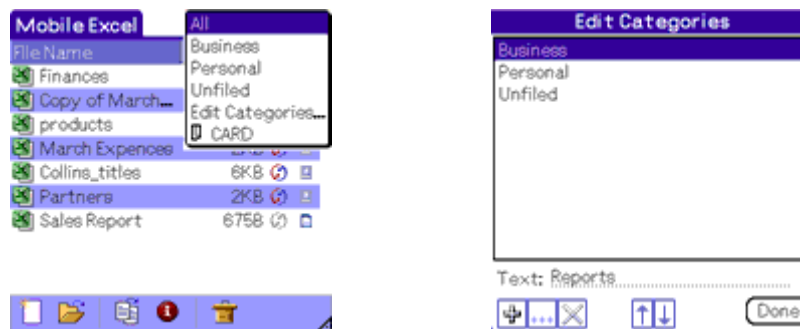 Mobile Excel
All
File Name
Business
Personal
Finances
Unfiled
Copy of March...
Edit Categories...
products
CARD
March Expences 2KB
Collins_titles 6KB
Partners 2KB
Sales Report 675B
Edit Categories
Business
Personal
Unfiled
Text: Reports
... 
Done